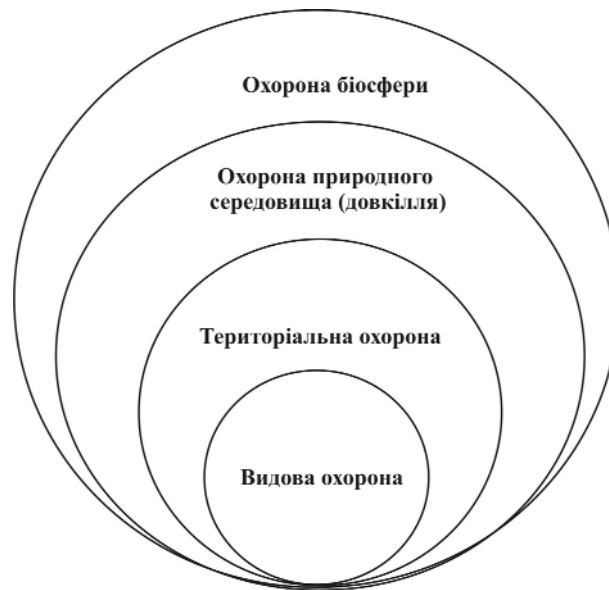 Охорона біосфери
Охорона природного
середовища (довкілля)
Територіальна охорона
Видова охорона